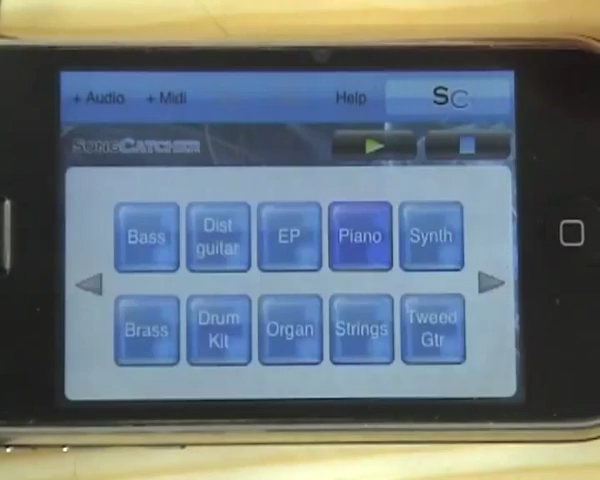 + Audio + Midi Help SC
SONGCATCHER
Bass Dist guitar EP Piano Synth
Brass Drum Kit Organ Strings Tweed Gtr